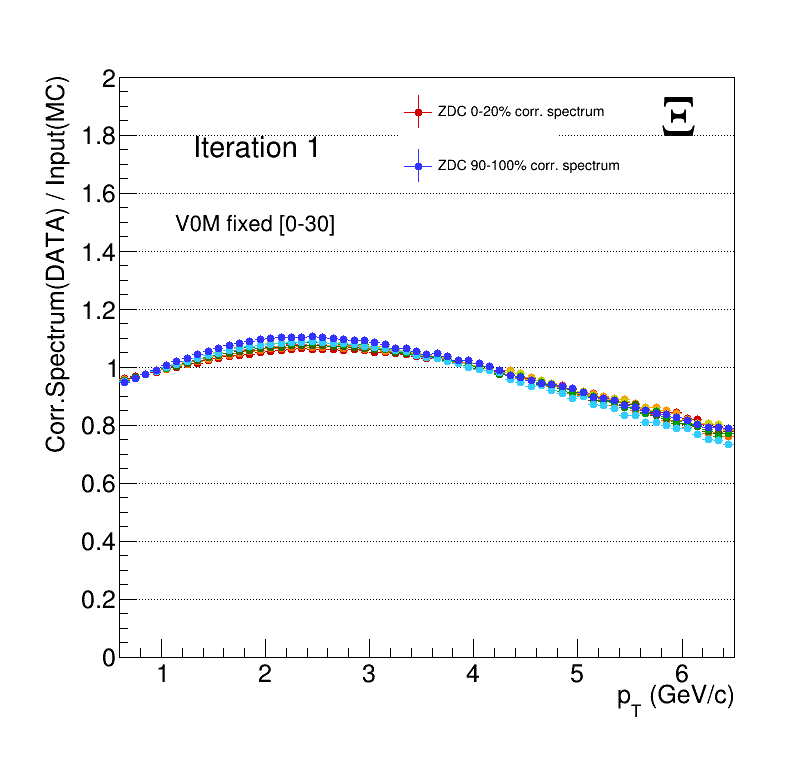 Corr.Spectrum(DATA) / Input(MC)
2
1.8
1.6
1.4
1.2
1
0.8
0.6
0.4
0.2
0
ZDC 0-20% corr. spectrum
Ξ
Iteration 1
ZDC 90-100% corr. spectrum
V0M fixed [0-30]
1 2 3 4 5 6
p_T (GeV/c)